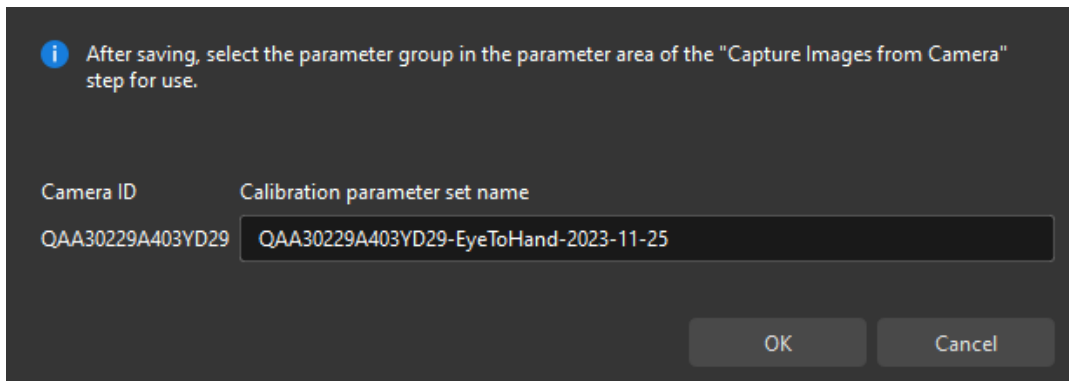 After saving, select the parameter group in the parameter area of the "Capture Images from Camera"
step for use.
Camera ID
Calibration parameter set name
QAA30229A403YD29
QAA30229A403YD29-EyeToHand-2023-11-25
OK
Cancel